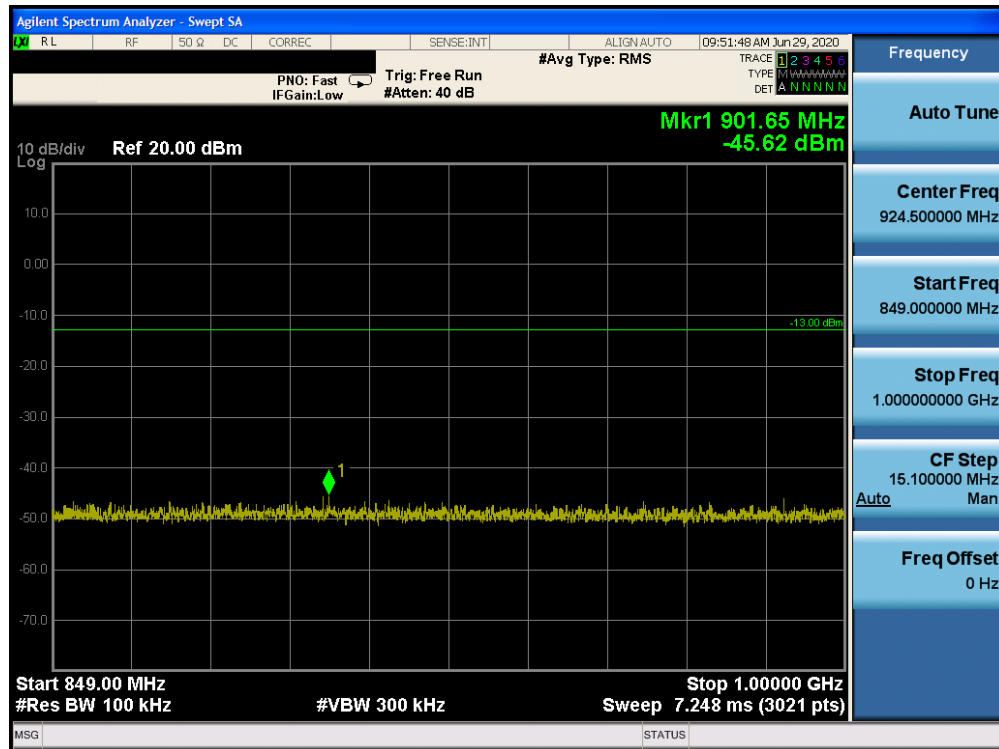 Agilent Spectrum Analyzer - Swept SA
LXI RL RF 50 Ω DC CORREC SENSE:INT ALIGN AUTO 09:51:48 AM Jun 29, 2020
#Avg Type: RMS TRACE 1 2 3 4 5 6
PNO: Fast Trig: Free Run TYPE M WWWWW
IFGain:Low #Atten: 40 dB DET A N N N N N
Mkr1 901.65 MHz
10 dB/div Ref 20.00 dBm -45.62 dBm
Log
10.0
0.00
-10.0
-13.00 dBm
-20.0
-30.0
-40.0
1
-50.0
-60.0
-70.0
Start 849.00 MHz Stop 1.00000 GHz
#Res BW 100 kHz #VBW 300 kHz Sweep 7.248 ms (3021 pts)
MSG STATUS
Frequency
Auto Tune
Center Freq
924.500000 MHz
Start Freq
849.000000 MHz
Stop Freq
1.000000000 GHz
CF Step
15.100000 MHz
Auto Man
Freq Offset
0 Hz